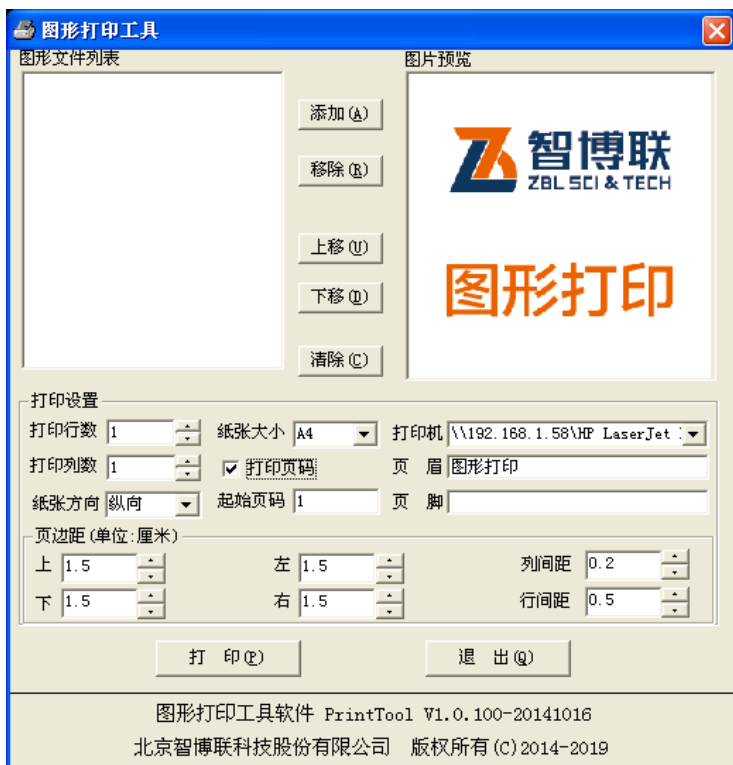 图形打印工具
图形文件列表
图片预览
添加(A)
移除(R)
上移(U)
下移(D)
清除(C)
智博联
ZBL SCI & TECH
图形打印
打印设置
打印行数 1 纸张大小 A4 打印机 \\192.168.1.58\HP LaserJet
打印列数 1 打印页码 页 眉 图形打印
纸张方向 纵向 起始页码 1 页 脚
页边距(单位:厘米)
上 1.5 左 1.5 列间距 0.2
下 1.5 右 1.5 行间距 0.5
打 印(P) 退 出(Q)
图形打印工具软件 PrintTool V1.0.100-20141016
北京智博联科技股份有限公司 版权所有(C)2014-2019